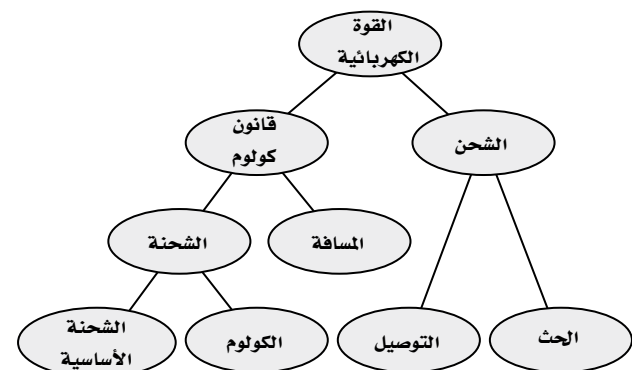 القوة
الكهربائية
قانون
كولوم
الشحن
الشحنة
المسافة
الشحنة
الأساسية
الكولوم
التوصيل
الحث